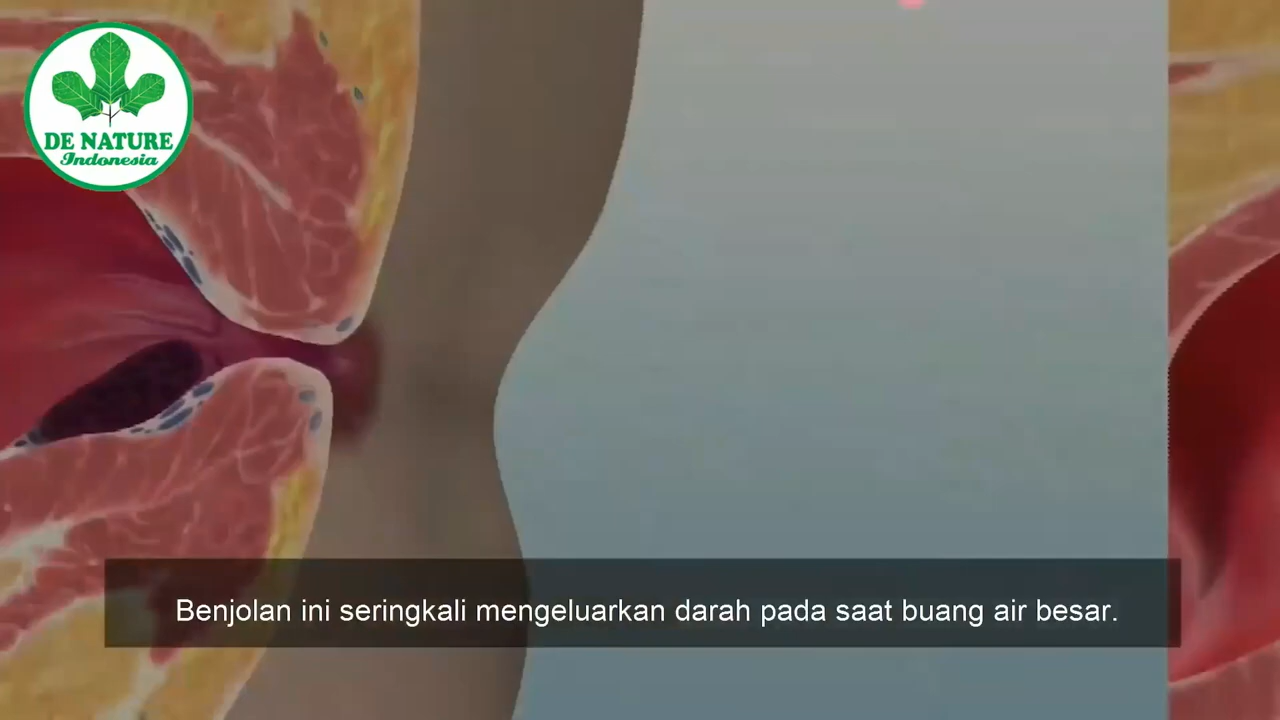 DE NATURE
Indonesia
Benjolan ini seringkali mengeluarkan darah pada saat buang air besar.